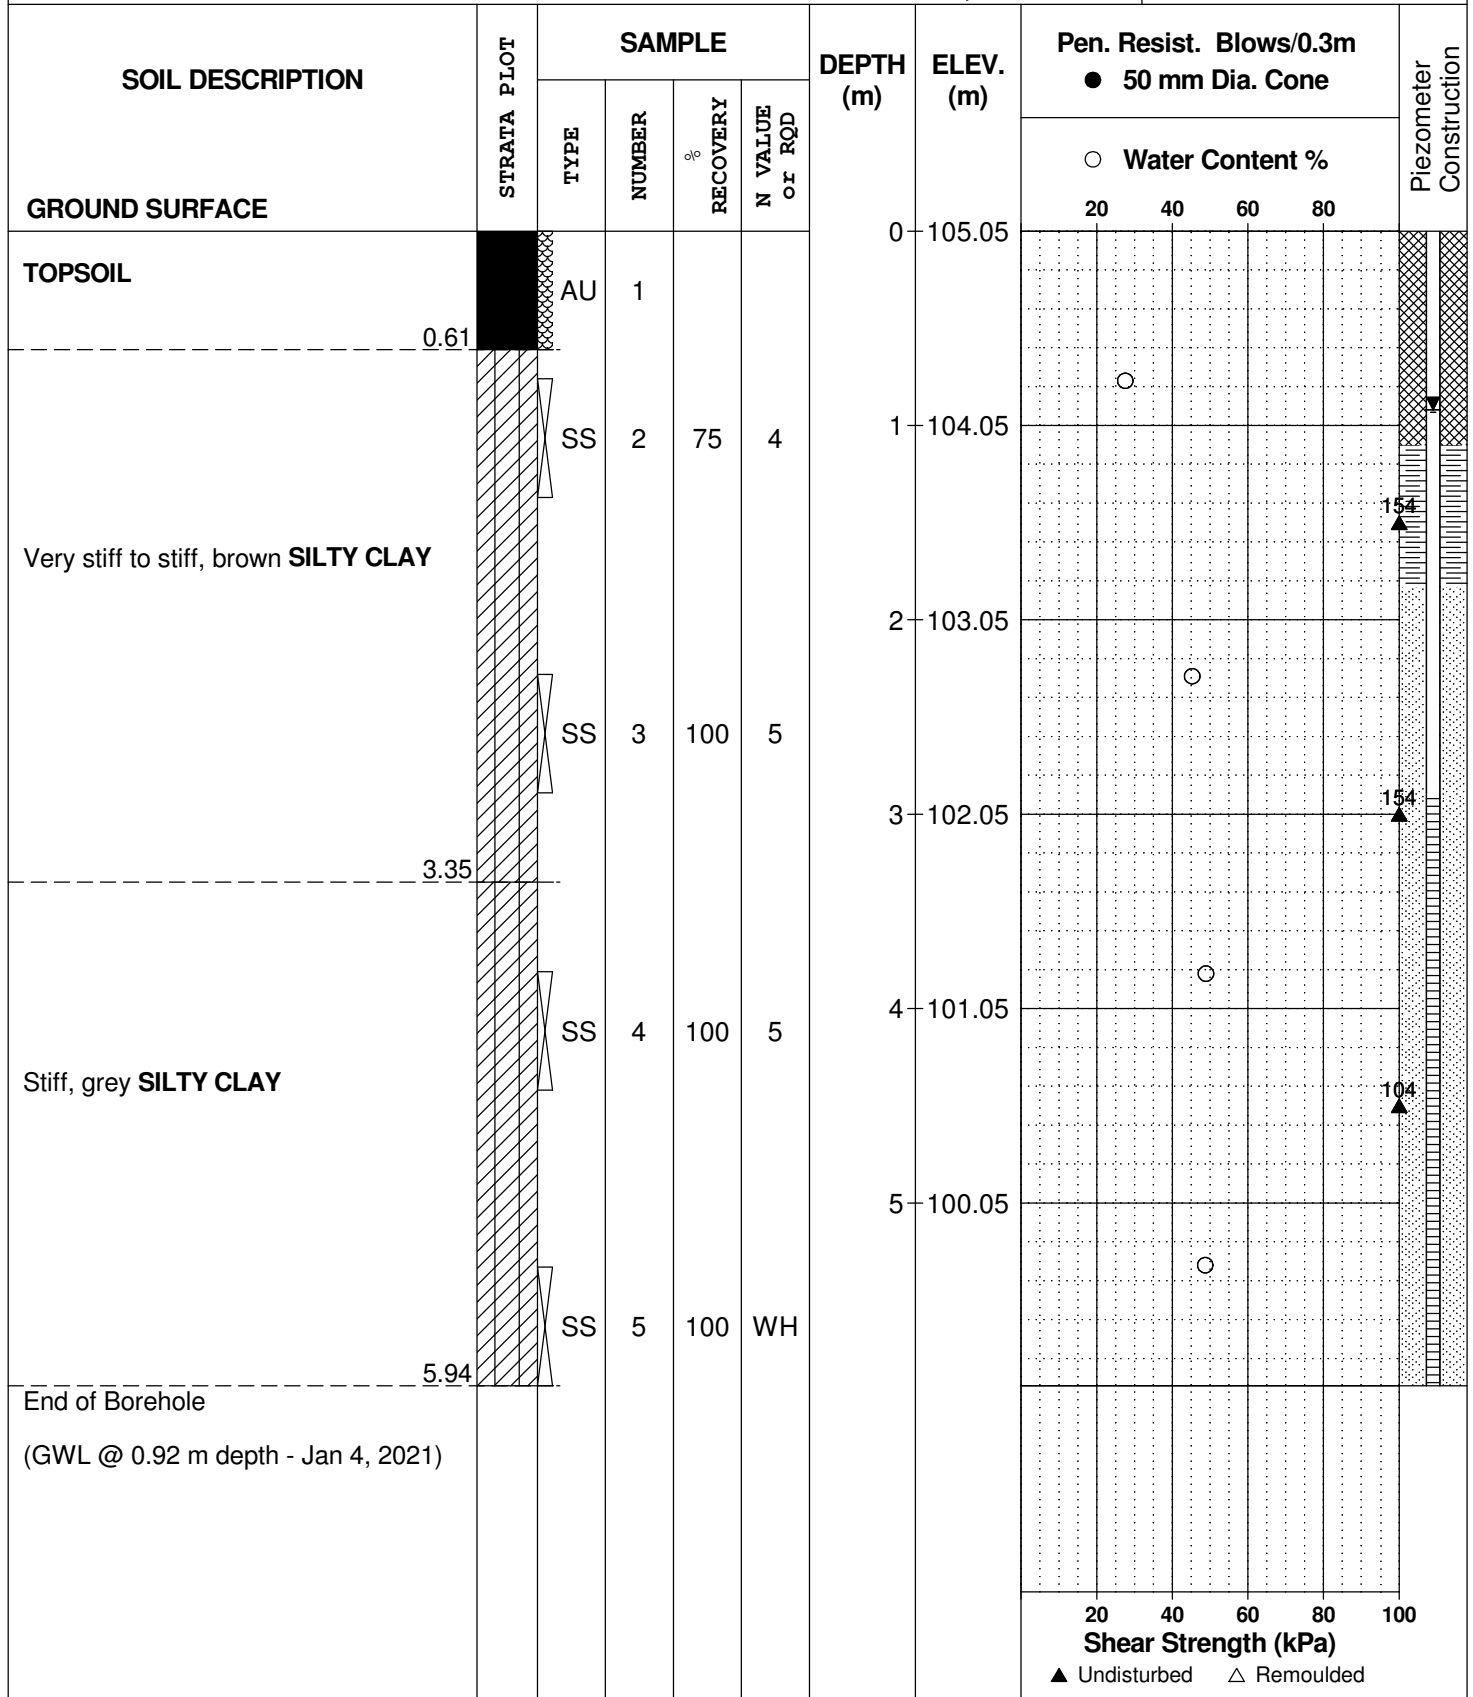 SOIL DESCRIPTION
GROUND SURFACE
STRATA PLOT
SAMPLE
TYPE
NUMBER
% RECOVERY
N VALUE or RQD
DEPTH (m)
ELEV. (m)
Pen. Resist. Blows/0.3m
● 50 mm Dia. Cone
○ Water Content %
20 40 60 80
Piezometer Construction
0 105.05
TOPSOIL
AU 1
0.61
SS 2 75 4
1 104.05
154
Very stiff to stiff, brown SILTY CLAY
2 103.05
SS 3 100 5
154
3 102.05
3.35
4 101.05
SS 4 100 5
Stiff, grey SILTY CLAY
104
5 100.05
SS 5 100 WH
5.94
End of Borehole
(GWL @ 0.92 m depth - Jan 4, 2021)
20 40 60 80 100
Shear Strength (kPa)
▲ Undisturbed △ Remoulded